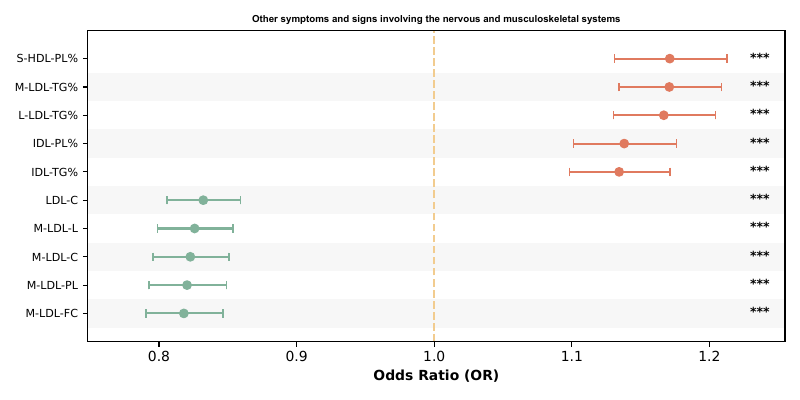 Other symptoms and signs involving the nervous and musculoskeletal systems
S-HDL-PL% ***
M-LDL-TG% ***
L-LDL-TG% ***
IDL-PL% ***
IDL-TG% ***
LDL-C ***
M-LDL-L ***
M-LDL-C ***
M-LDL-PL ***
M-LDL-FC ***
0.8 0.9 1.0 1.1 1.2
Odds Ratio (OR)